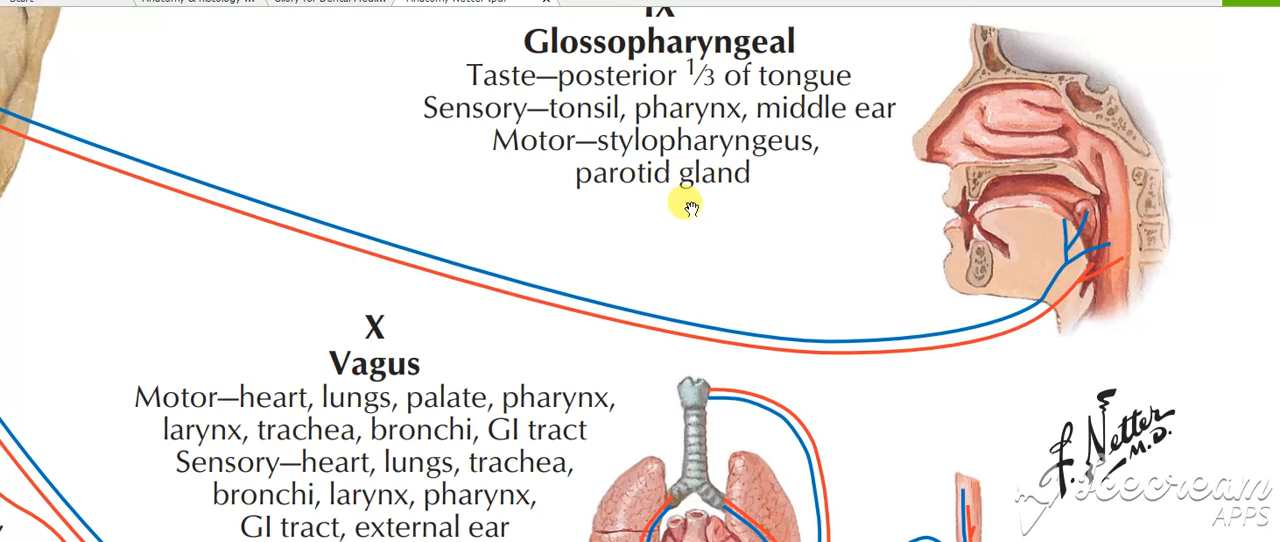 Start
IX
Glossopharyngeal
Taste—posterior 1/3 of tongue
Sensory—tonsil, pharynx, middle ear
Motor—stylopharyngeus,
parotid gland
X
Vagus
Motor—heart, lungs, palate, pharynx,
larynx, trachea, bronchi, GI tract
Sensory—heart, lungs, trachea,
bronchi, larynx, pharynx,
GI tract, external ear
F. Netter
M.D.
Icecream
APPS